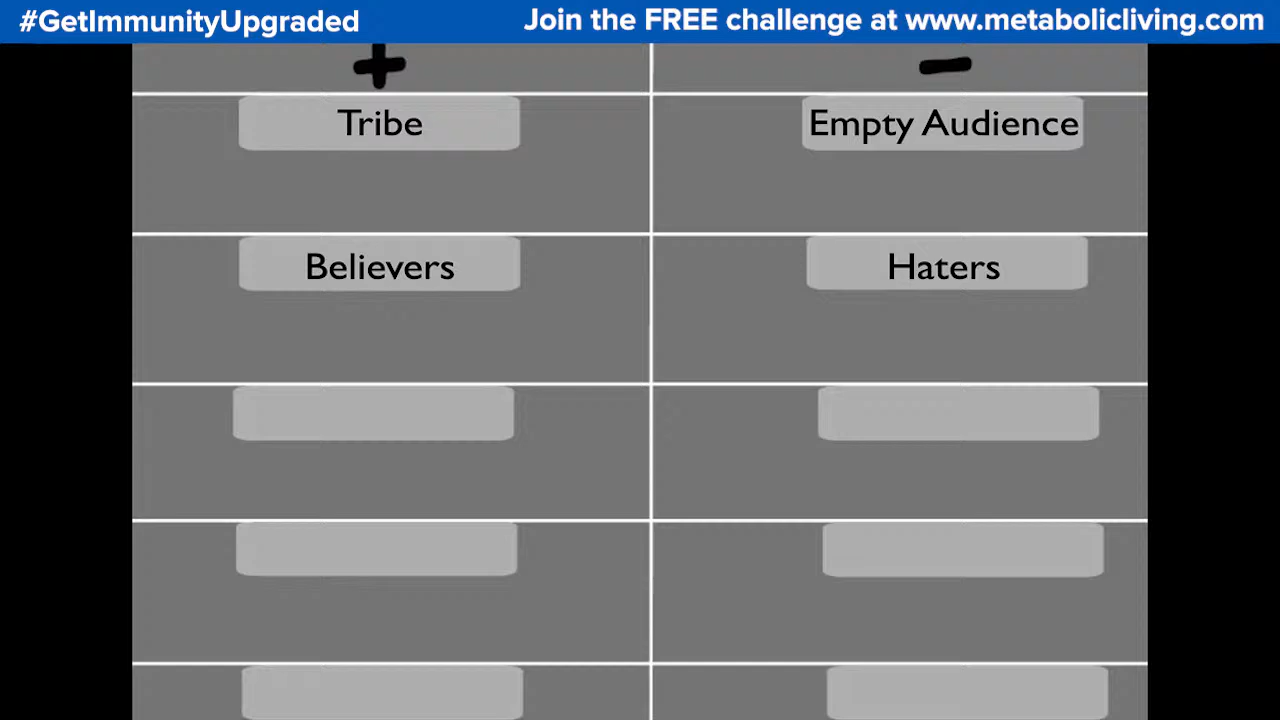 #GetImmunityUpgraded
Join the FREE challenge at www.metabolicliving.com
+ -
Tribe
Empty Audience
Believers
Haters